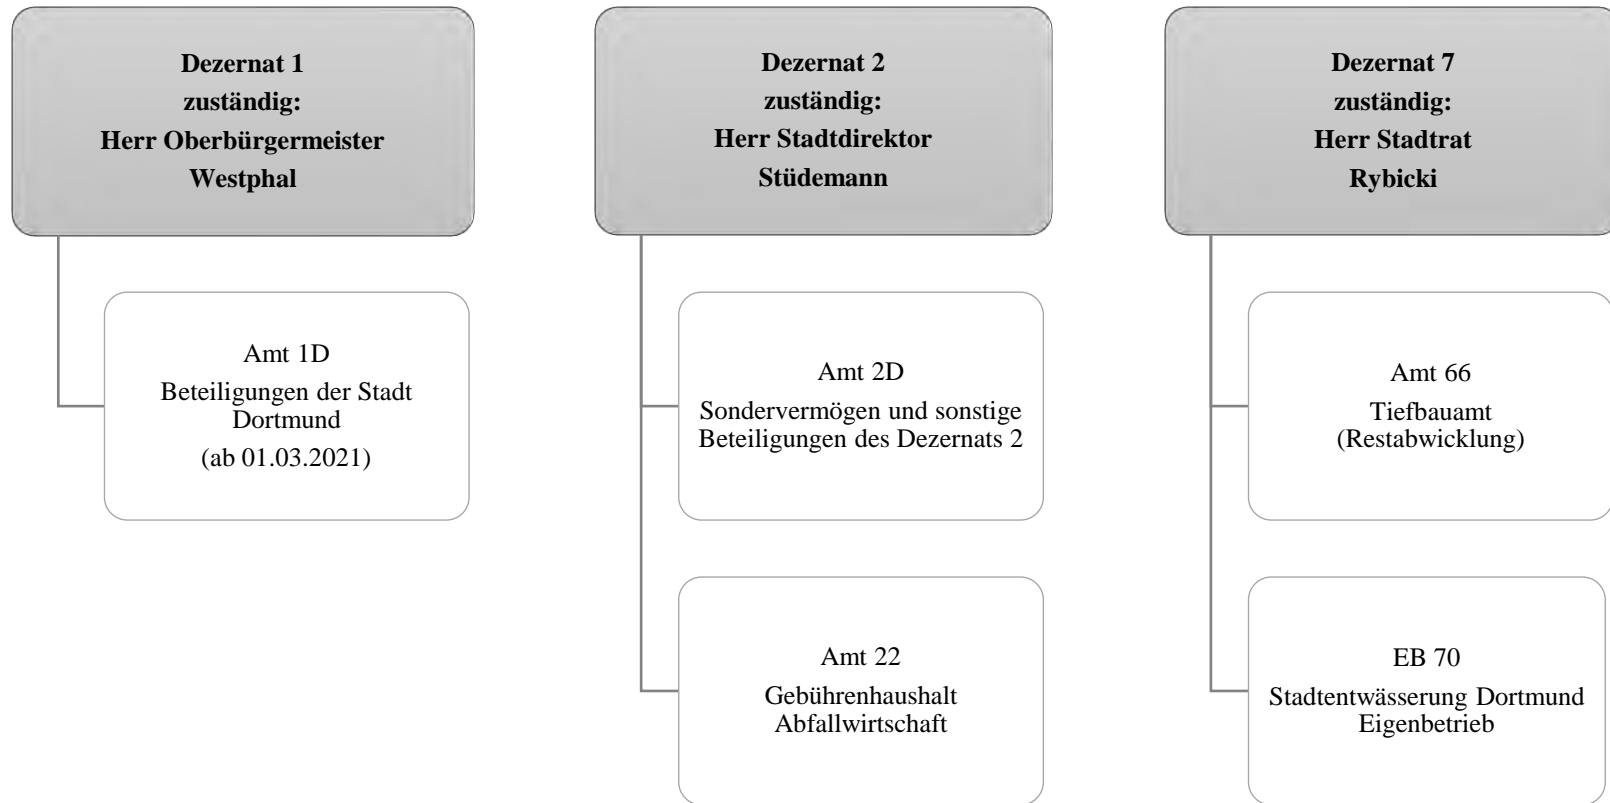 Dezernat 1
zuständig:
Herr Oberbürgermeister
Westphal
Amt 1D
Beteiligungen der Stadt
Dortmund
(ab 01.03.2021)
Dezernat 2
zuständig:
Herr Stadtdirektor
Stüdemann
Amt 2D
Sondervermögen und sonstige
Beteiligungen des Dezernats 2
Amt 22
Gebührenhaushalt
Abfallwirtschaft
Dezernat 7
zuständig:
Herr Stadtrat
Rybicki
Amt 66
Tiefbauamt
(Restabwicklung)
EB 70
Stadtentwässerung Dortmund
Eigenbetrieb